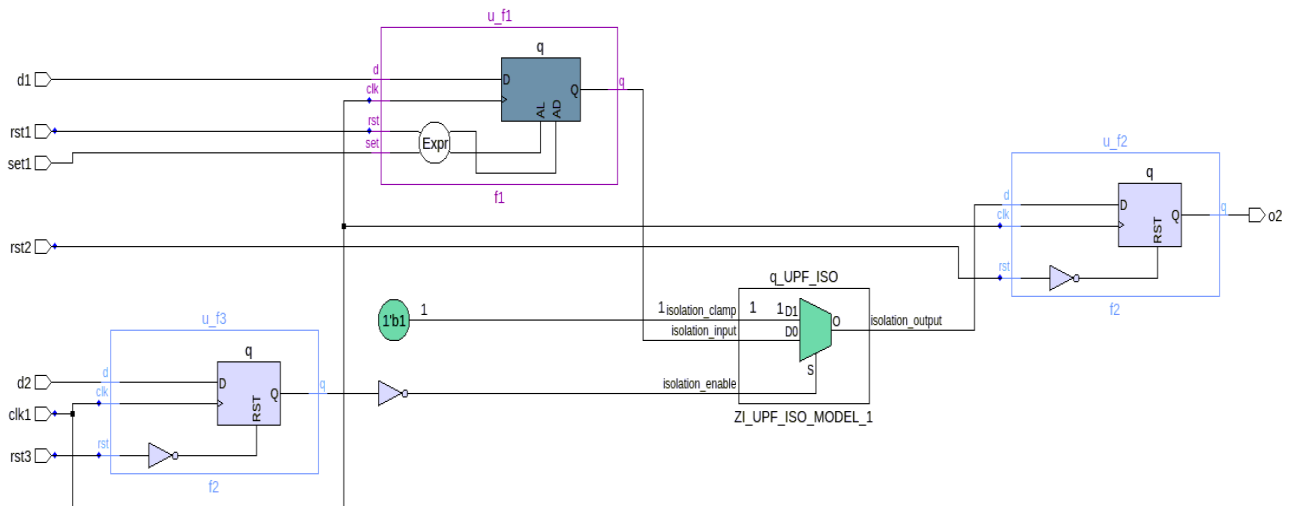 u_f1
q
d1
d
D
clk
Q
q
AL
AD
rst1
rst
Expr
set1
set
f1
u_f2
q
d
D
clk
Q
q
o2
RST
rst2
rst
f2
q_UPF_ISO
1'b1
1
1
isolation_clamp
1
1
D1
isolation_input
D0
O
isolation_output
S
isolation_enable
ZI_UPF_ISO_MODEL_1
u_f3
q
d2
d
D
clk
Q
q
clk1
RST
rst3
rst
f2